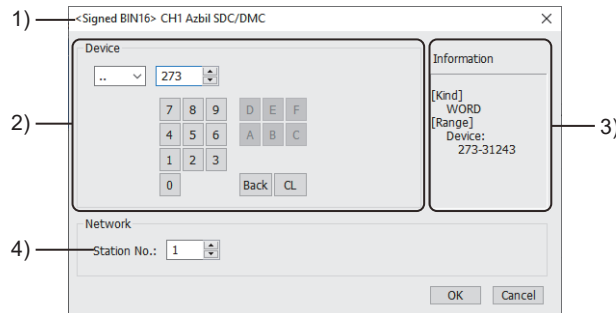 1)
<Signed BIN16> CH1 Azbil SDC/DMC
2)
Device
.. 273
7 8 9 D E F
4 5 6 A B C
1 2 3
0 Back CL
3)
Information
[Kind]
WORD
[Range]
Device:
273-31243
Network
4)
Station No.: 1
OK Cancel